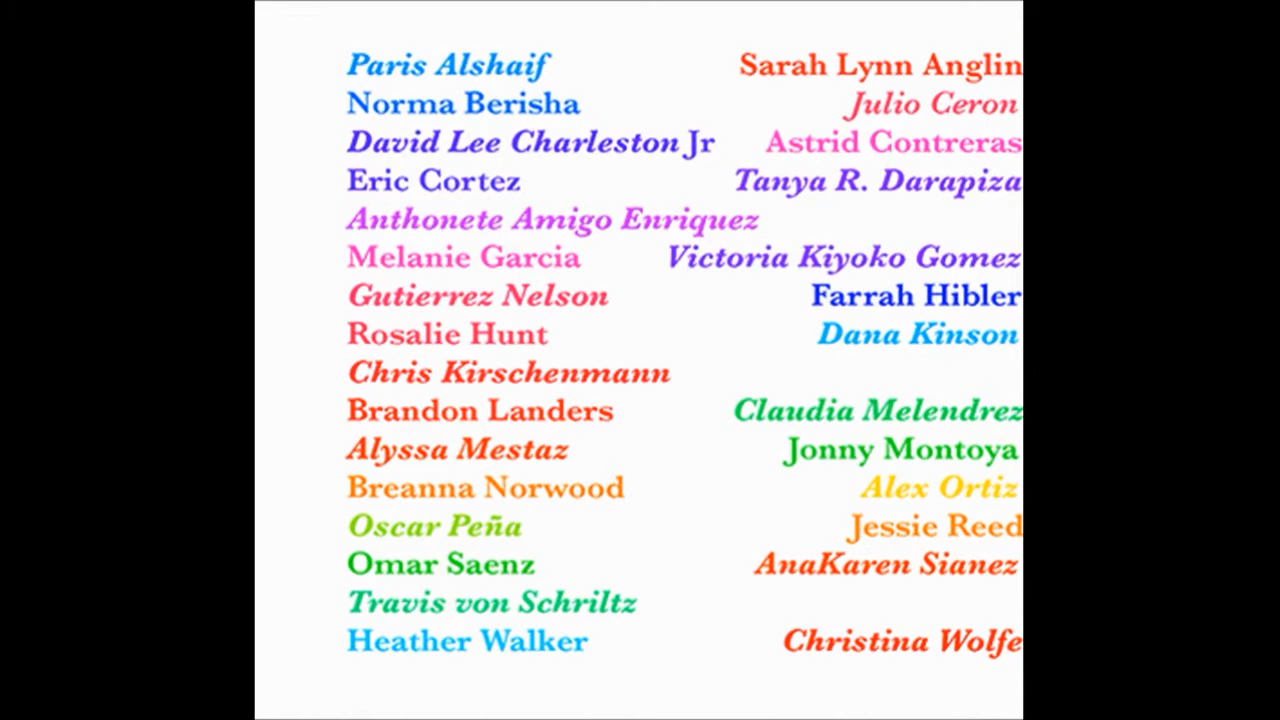 Paris Alshaif Sarah Lynn Anglin
Norma Berisha Julio Ceron
David Lee Charleston Jr Astrid Contreras
Eric Cortez Tanya R. Darapiza
Anthonete Amigo Enriquez
Melanie Garcia Victoria Kiyoko Gomez
Gutierrez Nelson Farrah Hibler
Rosalie Hunt Dana Kinson
Chris Kirschenmann
Brandon Landers Claudia Melendrez
Alyssa Mestaz Jonny Montoya
Breanna Norwood Alex Ortiz
Oscar Peña Jessie Reed
Omar Saenz AnaKaren Sianez
Travis von Schriltz
Heather Walker Christina Wolfe